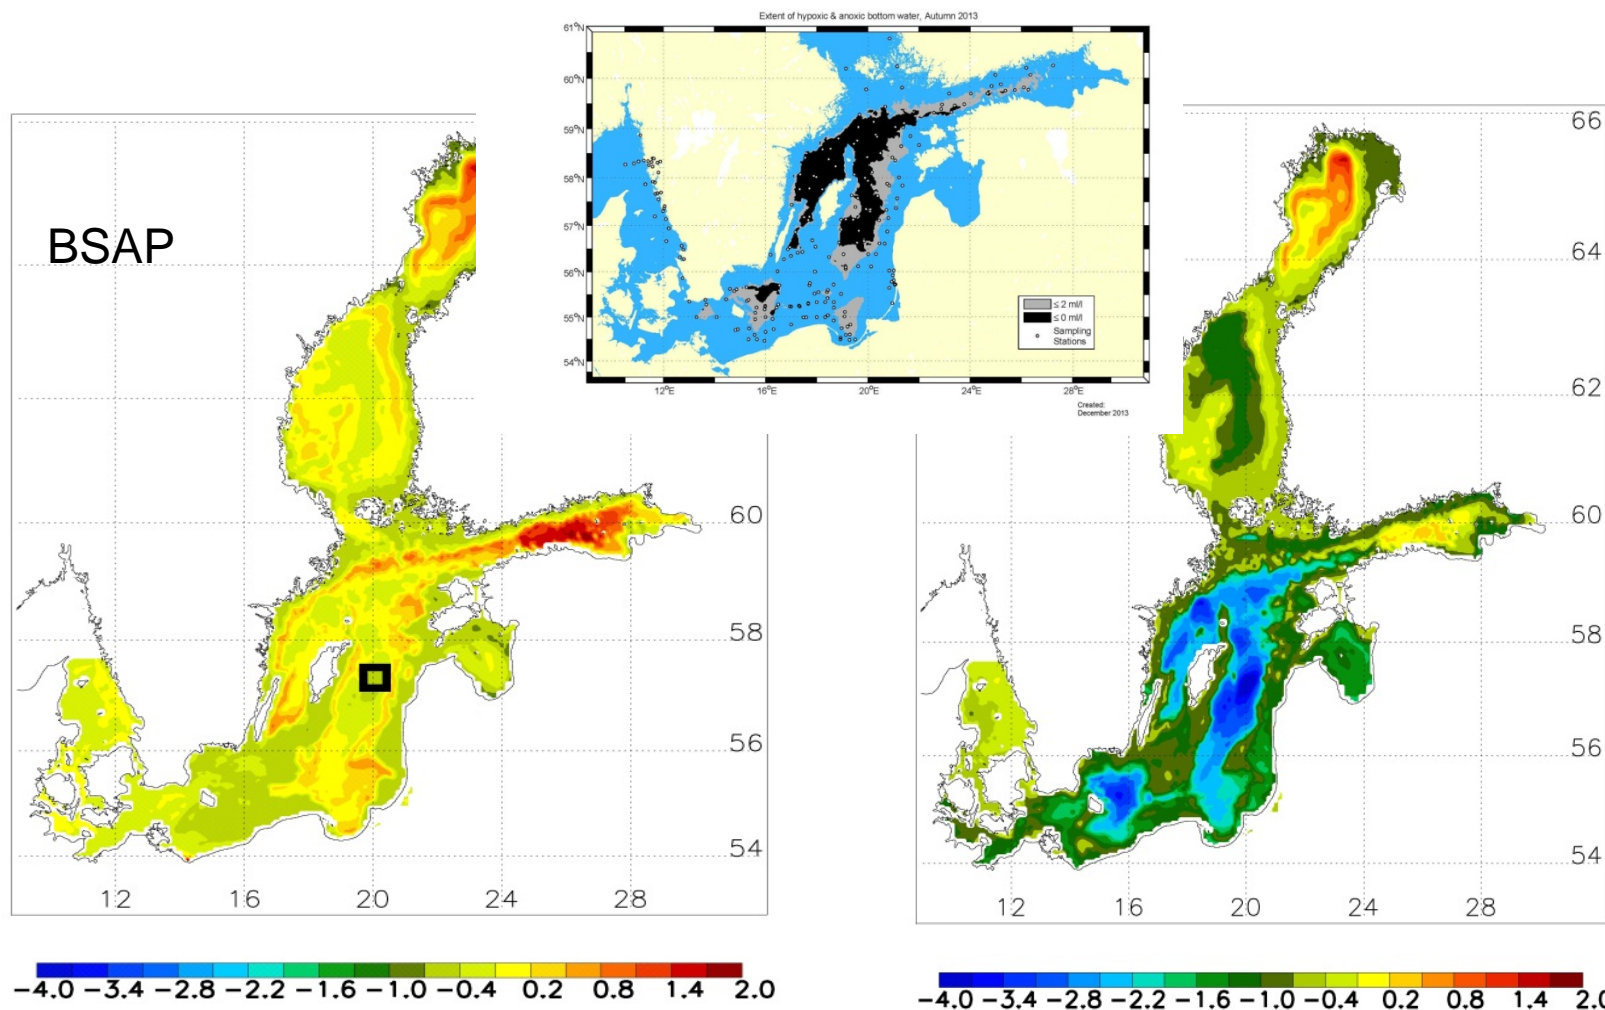 Extent of hypoxic & anoxic bottom water, Autumn 2013
61°N
60°N
59°N
58°N
57°N
56°N
55°N
54°N
12°E 16°E 20°E 24°E 28°E
≤ 2 ml/l
≤ 0 ml/l
Sampling
Stations
Created:
December 2013
BSAP
60
58
56
54
12 16 20 24 28
-4.0 -3.4 -2.8 -2.2 -1.6 -1.0 -0.4 0.2 0.8 1.4 2.0
66
64
62
60
58
56
54
12 16 20 24 28
-4.0 -3.4 -2.8 -2.2 -1.6 -1.0 -0.4 0.2 0.8 1.4 2.0